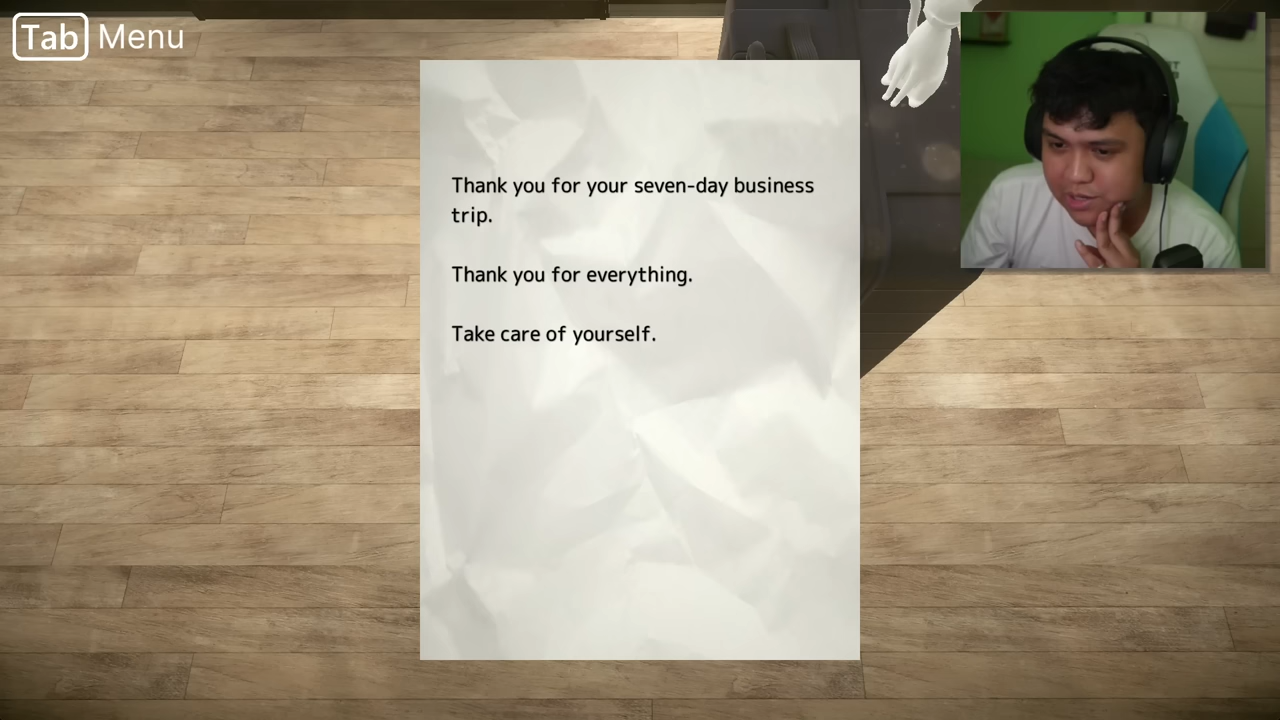 Tab Menu
Thank you for your seven-day business
trip.
Thank you for everything.
Take care of yourself.